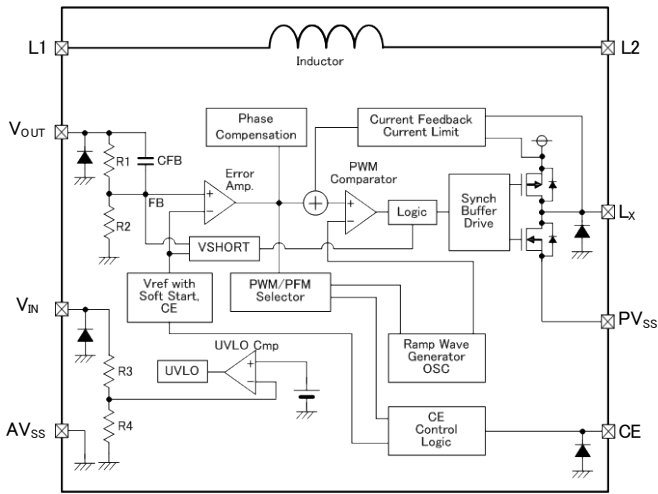 L1
L2
Inductor
VOUT
Phase
Compensation
Current Feedback
Current Limit
R1
CFB
Error
Amp.
PWM
Comparator
FB
+
−
+
−
R2
Logic
Synch
Buffer
Drive
LX
VSHORT
Vref with
Soft Start,
CE
PWM/PFM
Selector
VIN
PVSS
UVLO Cmp
Ramp Wave
Generator
OSC
R3
UVLO
+
−
R4
AVSS
CE
Control
Logic
CE